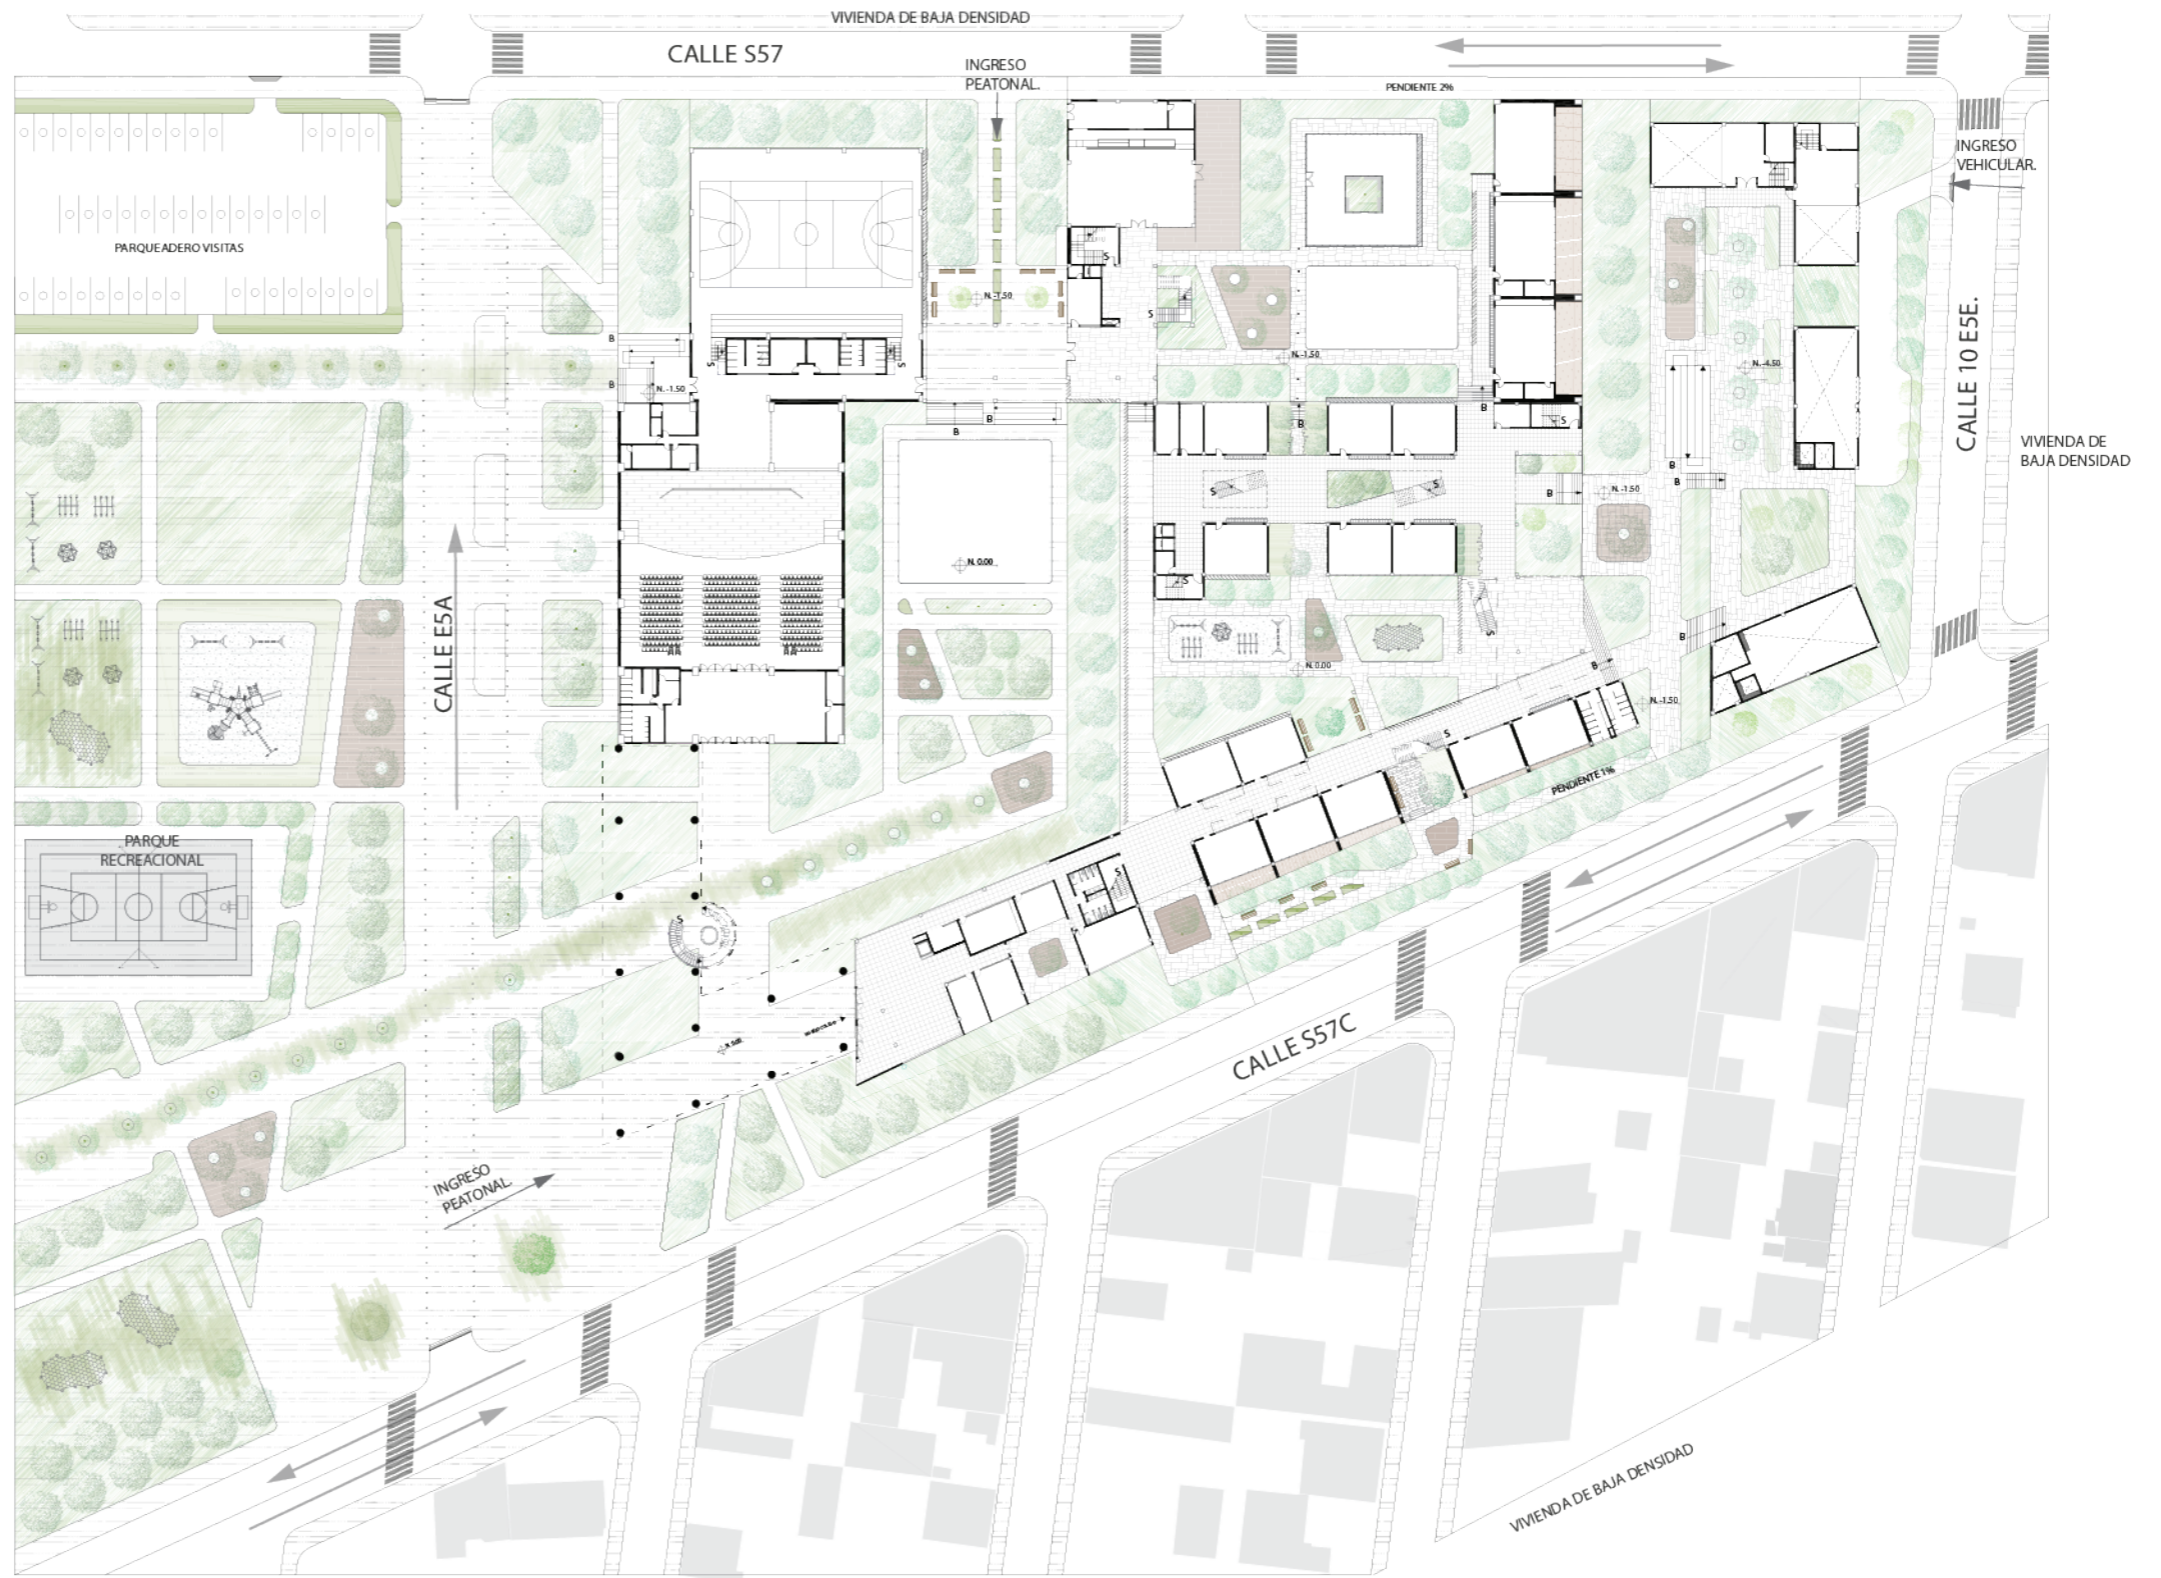 VIVIENDA DE BAJA DENSIDAD
CALLE S57
INGRESO
PEATONAL.
PENDIENTE 2%
INGRESO
VEHICULAR.
PARQUEADERO VISITAS
S
N. -1.50
S
B
S
S
N. -1.50
N. -4.50
B
N. -1.50
CALLE 10 E5E.
B
B
B
B
S
VIVIENDA DE
BAJA DENSIDAD
B
B
S
S
B
N. -1.50
N. 0.00
S
CALLE E5A
S
B
N. 0.00
B
N. -1.50
S
PENDIENTE 1%
PARQUE
RECREACIONAL
S
S
CALLE S57C
INGRESO
PEATONAL.
VIVIENDA DE BAJA DENSIDAD